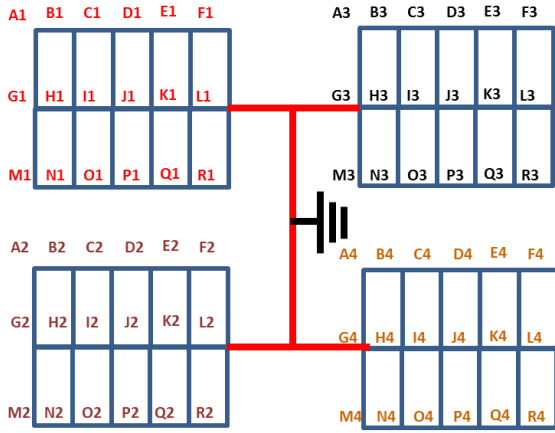 A1 B1 C1 D1 E1 F1
G1 H1 I1 J1 K1 L1
M1 N1 O1 P1 Q1 R1
A3 B3 C3 D3 E3 F3
G3 H3 I3 J3 K3 L3
M3 N3 O3 P3 Q3 R3
A2 B2 C2 D2 E2 F2
G2 H2 I2 J2 K2 L2
M2 N2 O2 P2 Q2 R2
A4 B4 C4 D4 E4 F4
G4 H4 I4 J4 K4 L4
M4 N4 O4 P4 Q4 R4